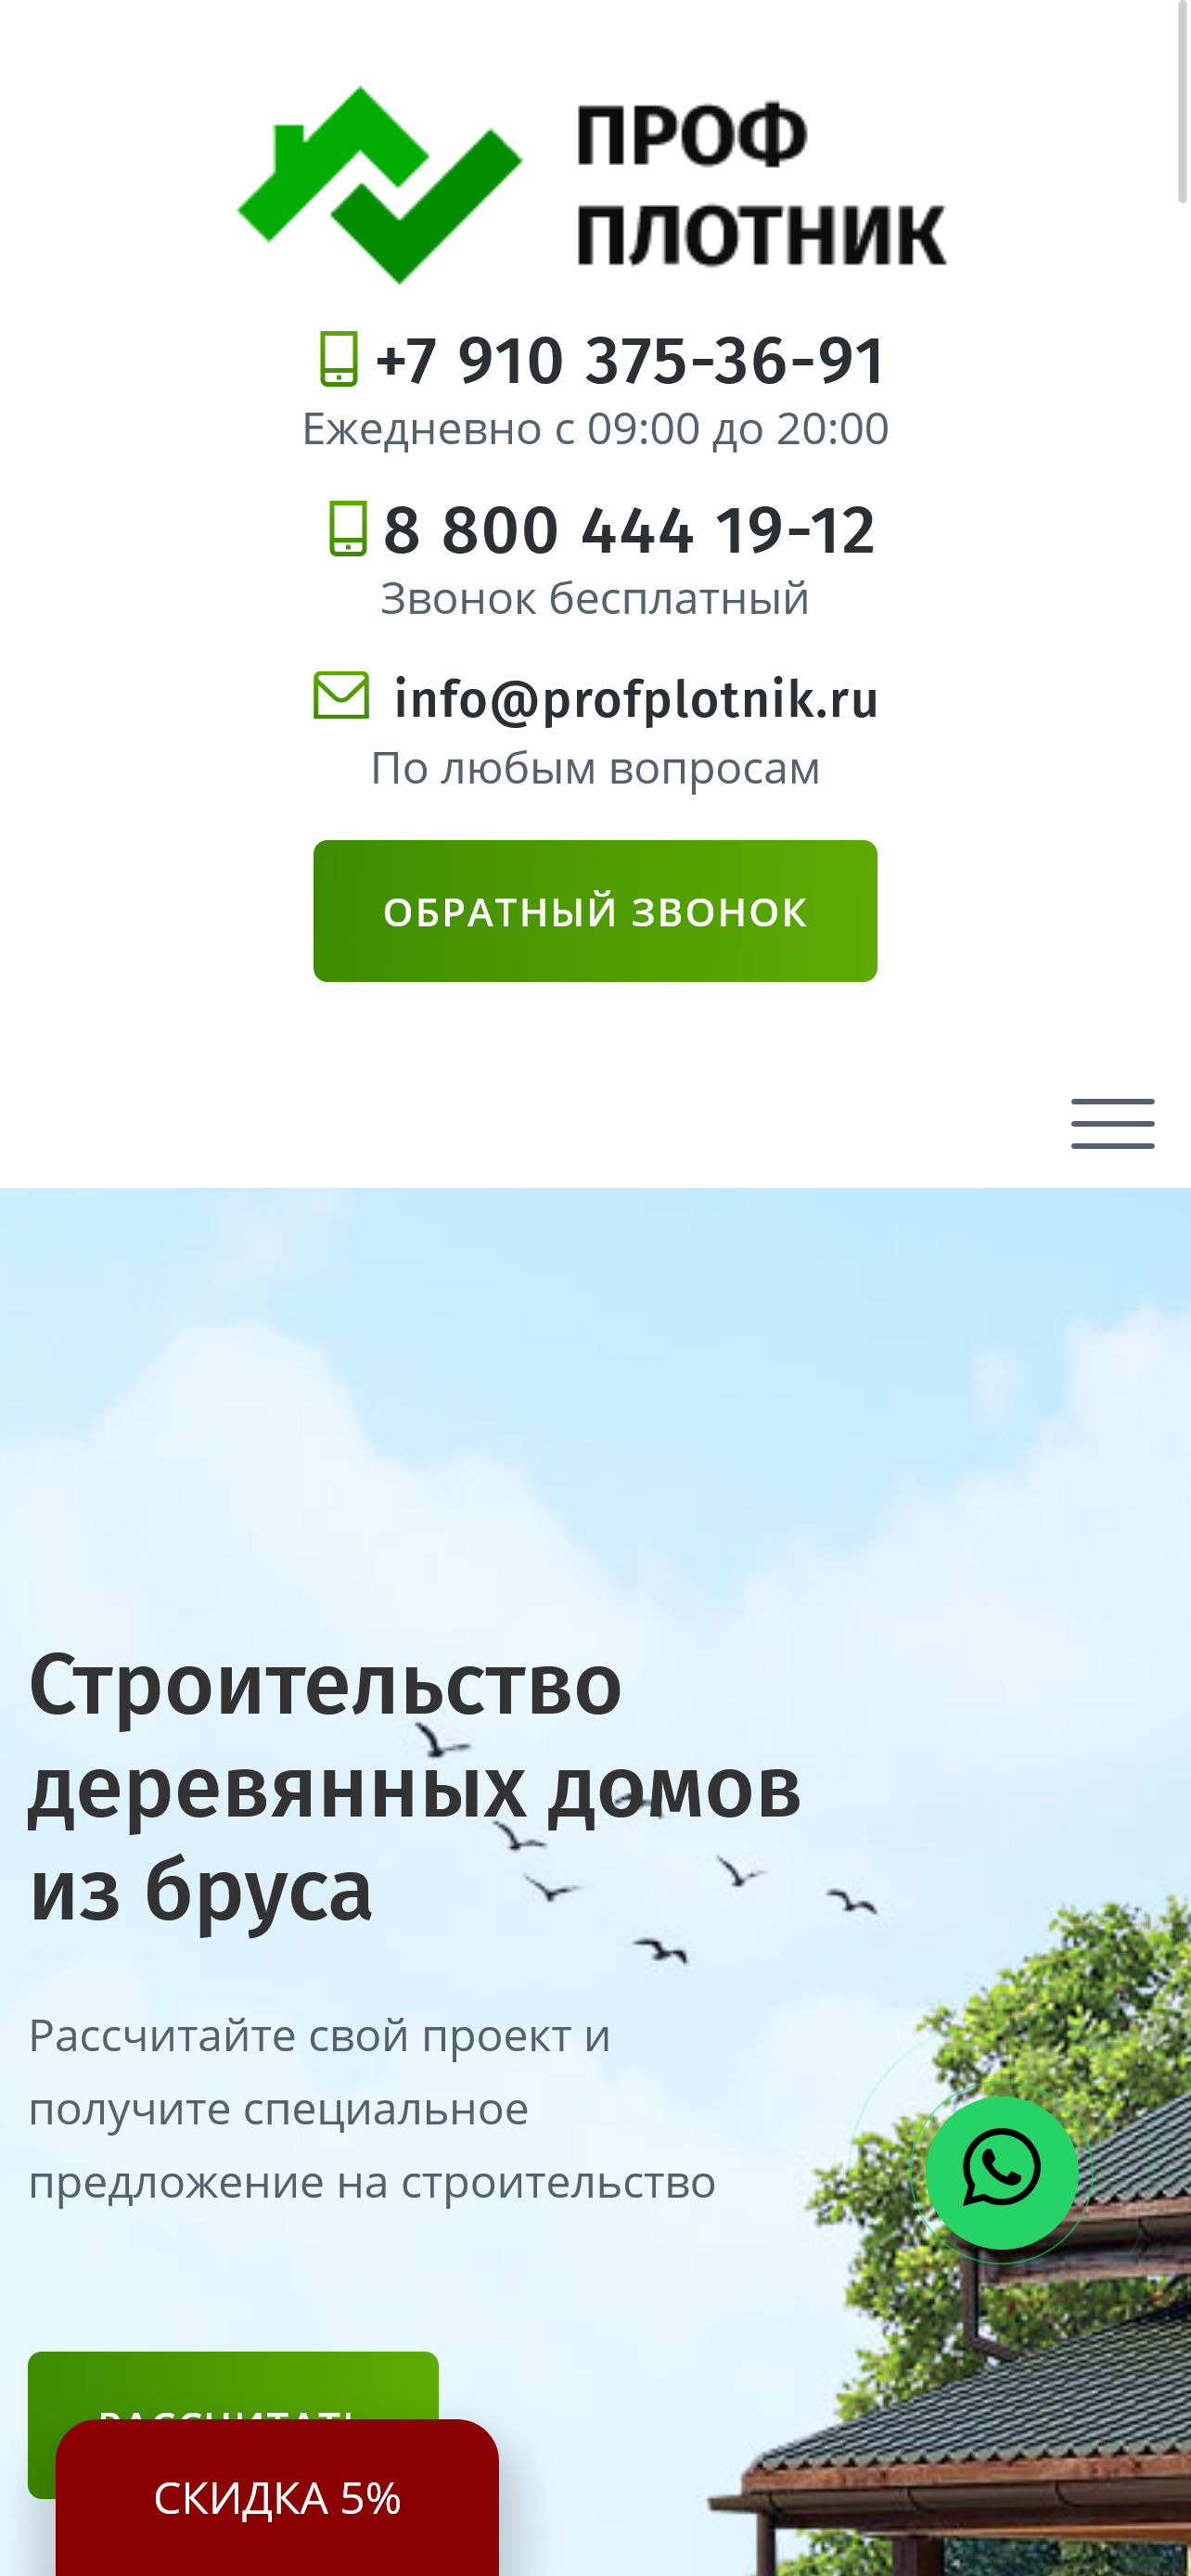 ПРОФ
ПЛОТНИК
+7 910 375-36-91
Ежедневно с 09:00 до 20:00
8 800 444 19-12
Звонок бесплатный
info@profplotnik.ru
По любым вопросам
ОБРАТНЫЙ ЗВОНОК
Строительство
деревянных домов
из бруса
Рассчитайте свой проект и
получите специальное
предложение на строительство
РАССЧИТАТЬ
СКИДКА 5%